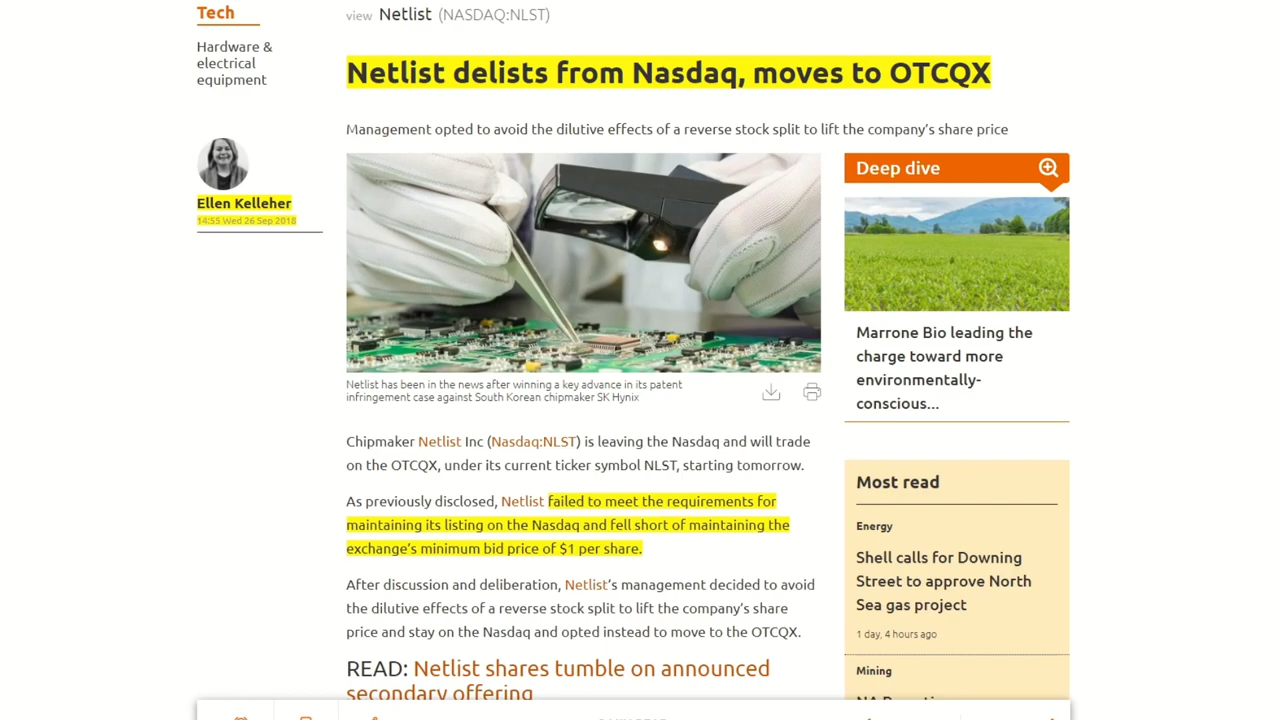 Tech
Hardware &
electrical
equipment
Ellen Kelleher
14:55 Wed 26 Sep 2018
view Netlist (NASDAQ:NLST)
Netlist delists from Nasdaq, moves to OTCQX
Management opted to avoid the dilutive effects of a reverse stock split to lift the company's share price
Netlist has been in the news after winning a key advance in its patent
infringement case against South Korean chipmaker SK Hynix
Chipmaker Netlist Inc (Nasdaq:NLST) is leaving the Nasdaq and will trade
on the OTCQX, under its current ticker symbol NLST, starting tomorrow.
As previously disclosed, Netlist failed to meet the requirements for
maintaining its listing on the Nasdaq and fell short of maintaining the
exchange's minimum bid price of $1 per share.
After discussion and deliberation, Netlist's management decided to avoid
the dilutive effects of a reverse stock split to lift the company's share
price and stay on the Nasdaq and opted instead to move to the OTCQX.
READ: Netlist shares tumble on announced
secondary offering
Deep dive
Marrone Bio leading the
charge toward more
environmentally-
conscious...
Most read
Energy
Shell calls for Downing
Street to approve North
Sea gas project
1 day, 4 hours ago
Mining